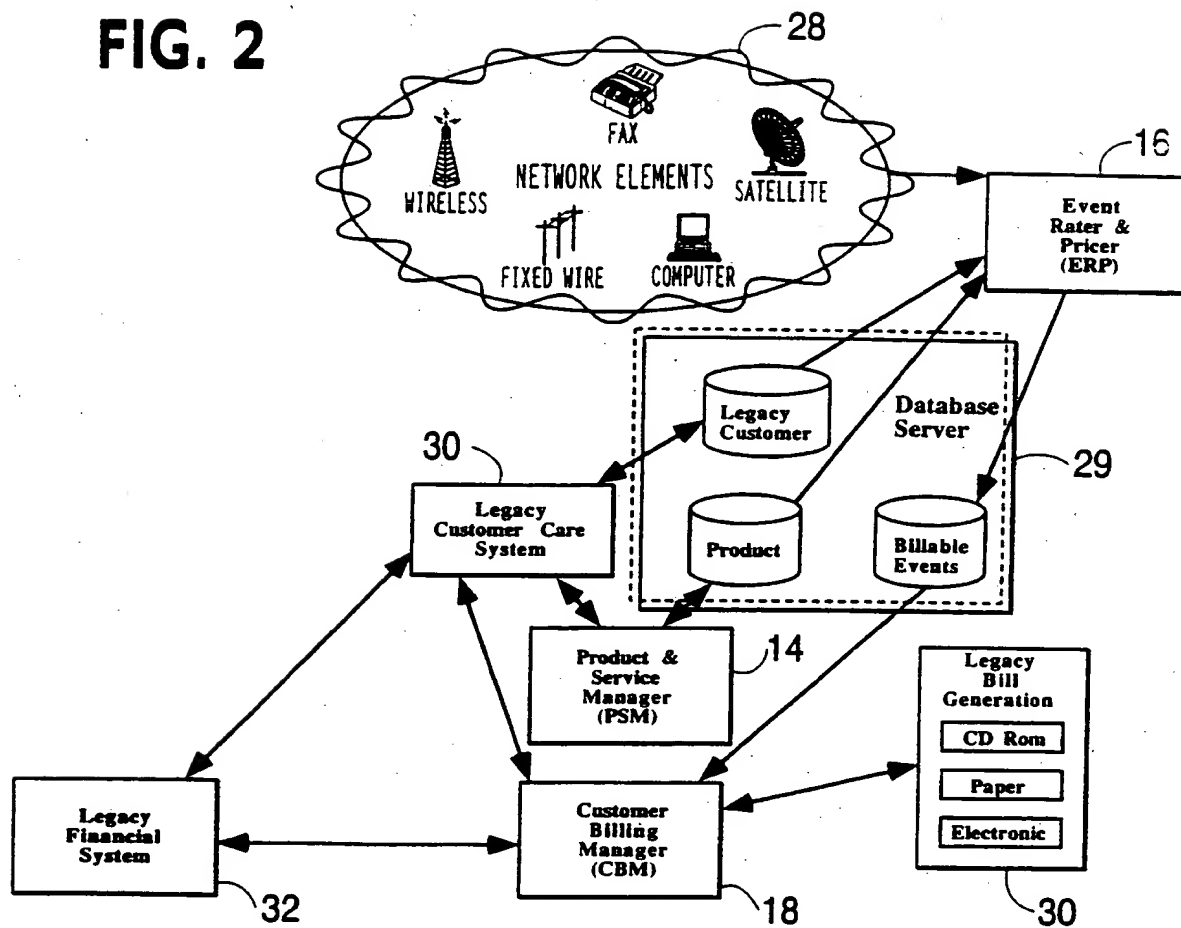 FIG. 2
28
FAX
NETWORK ELEMENTS
WIRELESS
SATELLITE
FIXED WIRE
COMPUTER
16
Event
Rater &
Pricer
(ERP)
Legacy
Customer
Database
Server
29
30
Legacy
Customer Care
System
Product
Billable
Events
Product &
Service
Manager
(PSM)
14
Legacy
Bill
Generation
CD Rom
Paper
Electronic
30
Legacy
Financial
System
32
Customer
Billing
Manager
(CBM)
18